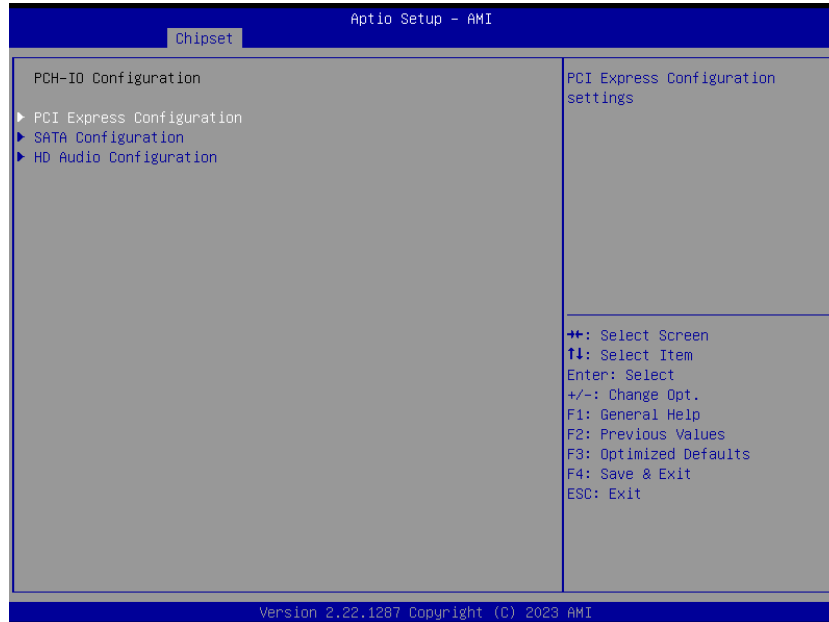 Aptio Setup – AMI
Chipset
PCH-IO Configuration
▶ PCI Express Configuration
▶ SATA Configuration
▶ HD Audio Configuration
PCI Express Configuration
settings
→←: Select Screen
↑↓: Select Item
Enter: Select
+/-: Change Opt.
F1: General Help
F2: Previous Values
F3: Optimized Defaults
F4: Save & Exit
ESC: Exit
Version 2.22.1287 Copyright (C) 2023 AMI